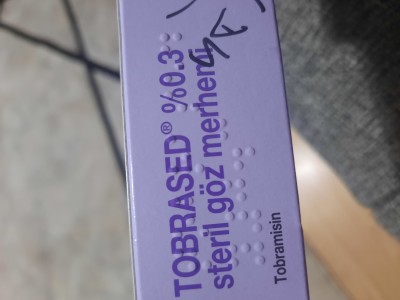 TOBRASED® %0.3
steril göz merhemi
Tobramisin